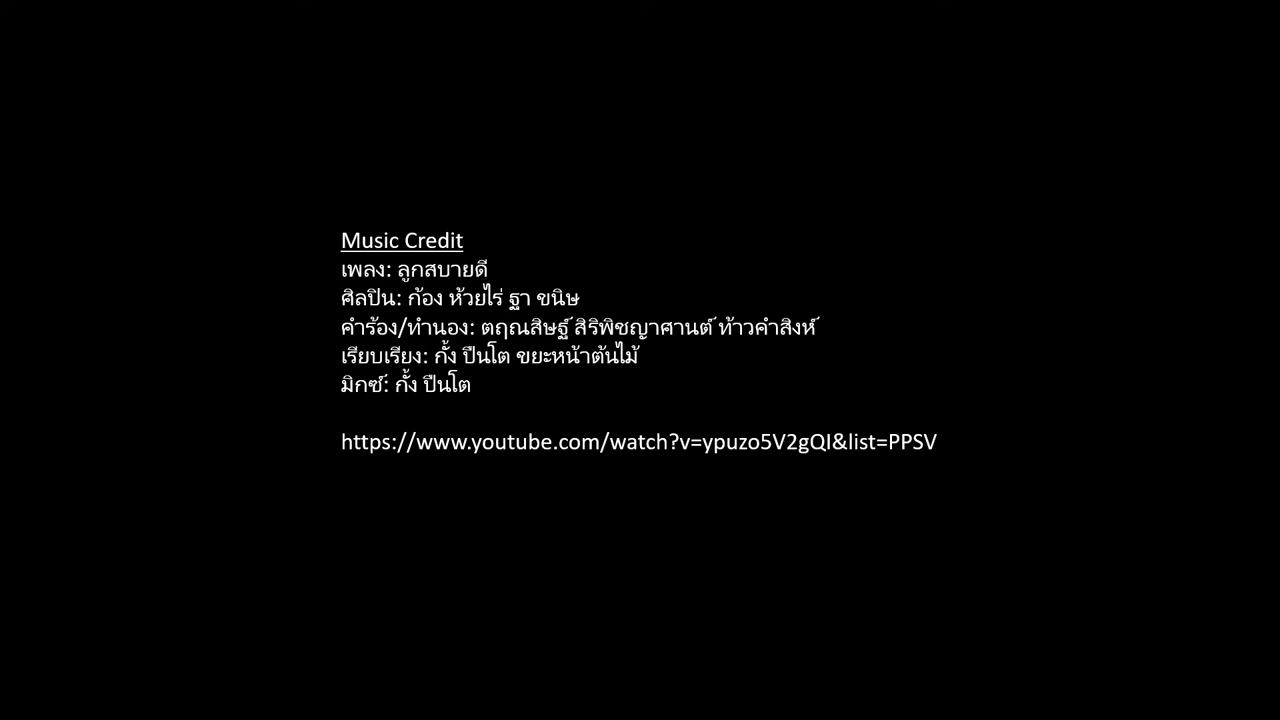 Music Credit
เพลง: ลูกสบายดี
ศิลปิน: ก้อง ห้วยไร่ ฐา ขนิษ
คำร้อง/ทำนอง: ตฤณสิษฐ์ สิริพิชญาศานต์ ท้าวคำสิงห์
เรียบเรียง: กั้ง ปืนโต ขยะหน้าต้นไม้
มิกซ์: กั้ง ปืนโต
https://www.youtube.com/watch?v=ypuzo5V2gQI&list=PPSV